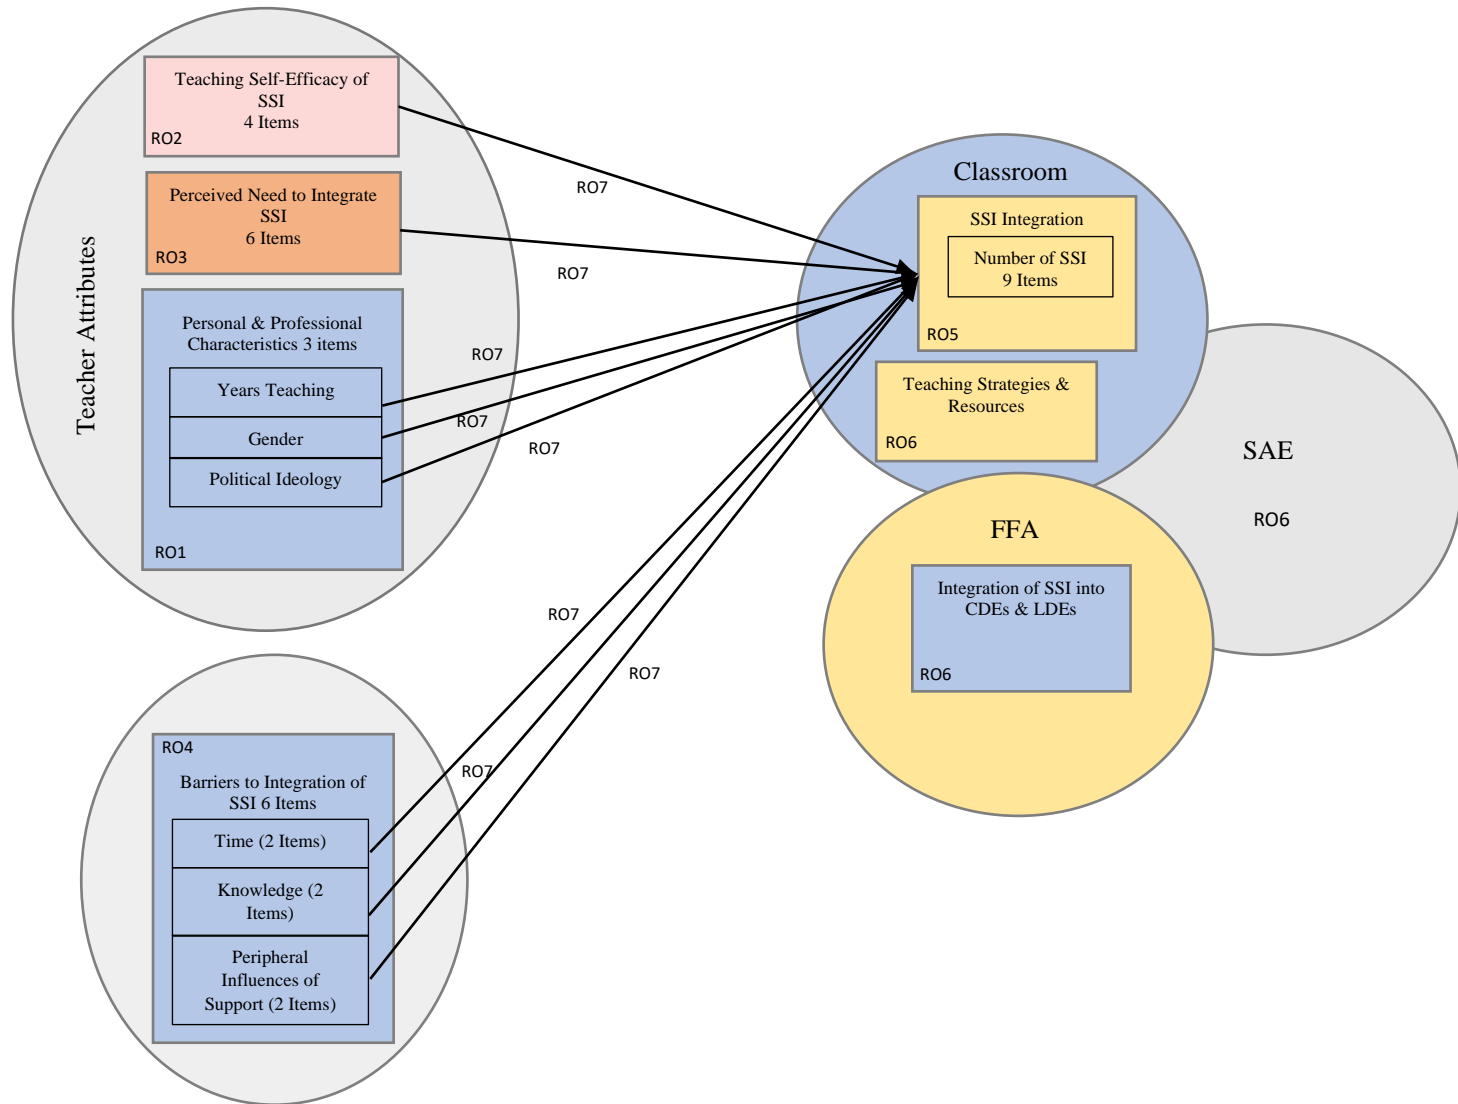 Teacher Attributes
Teaching Self-Efficacy of
SSI
4 Items
RO2
Perceived Need to Integrate
SSI
6 Items
RO3
Personal & Professional
Characteristics 3 items
Years Teaching
Gender
Political Ideology
RO1
RO7
RO7
RO7
RO7
RO7
Classroom
SSI Integration
Number of SSI
9 Items
RO5
Teaching Strategies &
Resources
RO6
SAE
RO6
FFA
Integration of SSI into
CDEs & LDEs
RO6
RO7
RO7
RO7
RO4
Barriers to Integration of
SSI 6 Items
Time (2 Items)
Knowledge (2
Items)
Peripheral
Influences of
Support (2 Items)